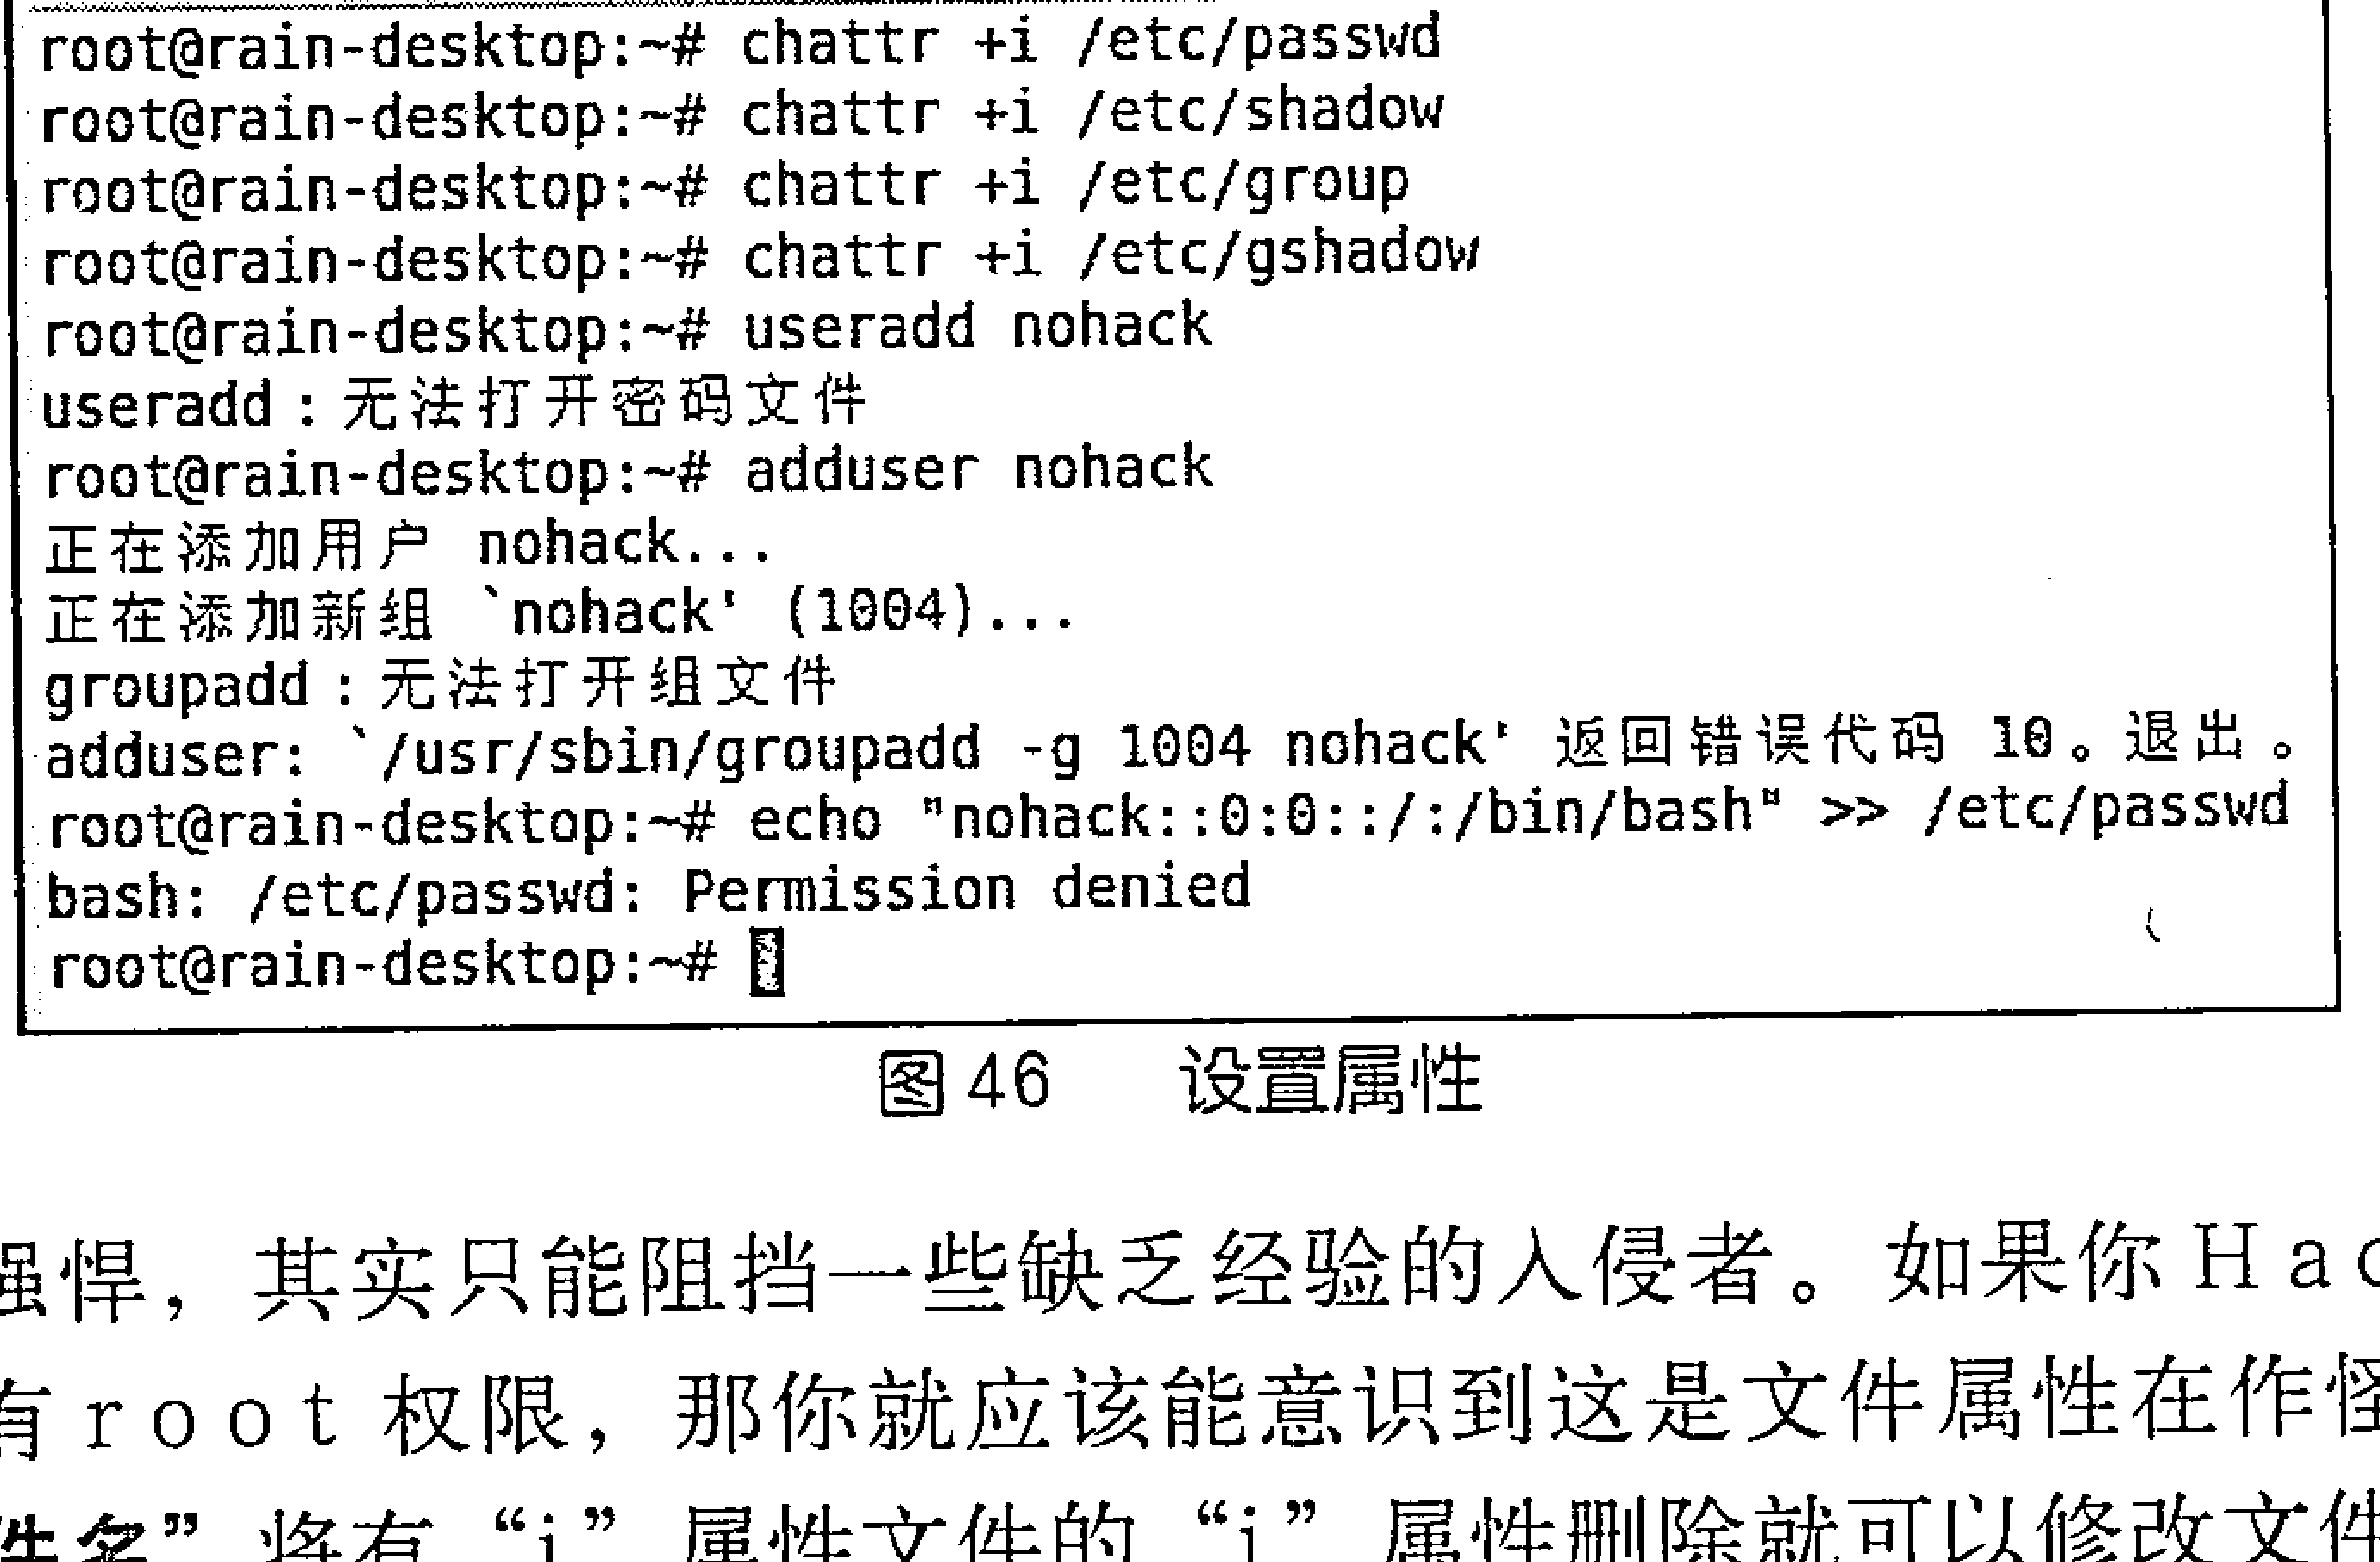 root@rain-desktop:~# chattr +i /etc/passwd
root@rain-desktop:~# chattr +i /etc/shadow
root@rain-desktop:~# chattr +i /etc/group
root@rain-desktop:~# chattr +i /etc/gshadow
root@rain-desktop:~# useradd nohack
useradd：无法打开密码文件
root@rain-desktop:~# adduser nohack
正在添加用户 nohack...
正在添加新组 `nohack' (1004)...
groupadd：无法打开组文件
adduser: `/usr/sbin/groupadd -g 1004 nohack' 返回错误代码 10。退出。
root@rain-desktop:~# echo "nohack::0:0::/:/bin/bash" >> /etc/passwd
bash: /etc/passwd: Permission denied
root@rain-desktop:~#
图 46 设置属性
强悍，其实只能阻挡一些缺乏经验的入侵者。如果你Hac
有root权限，那你就应该能意识到这是文件属性在作怪
件名”将有“i”属性文件的“i”属性删除就可以修改文件